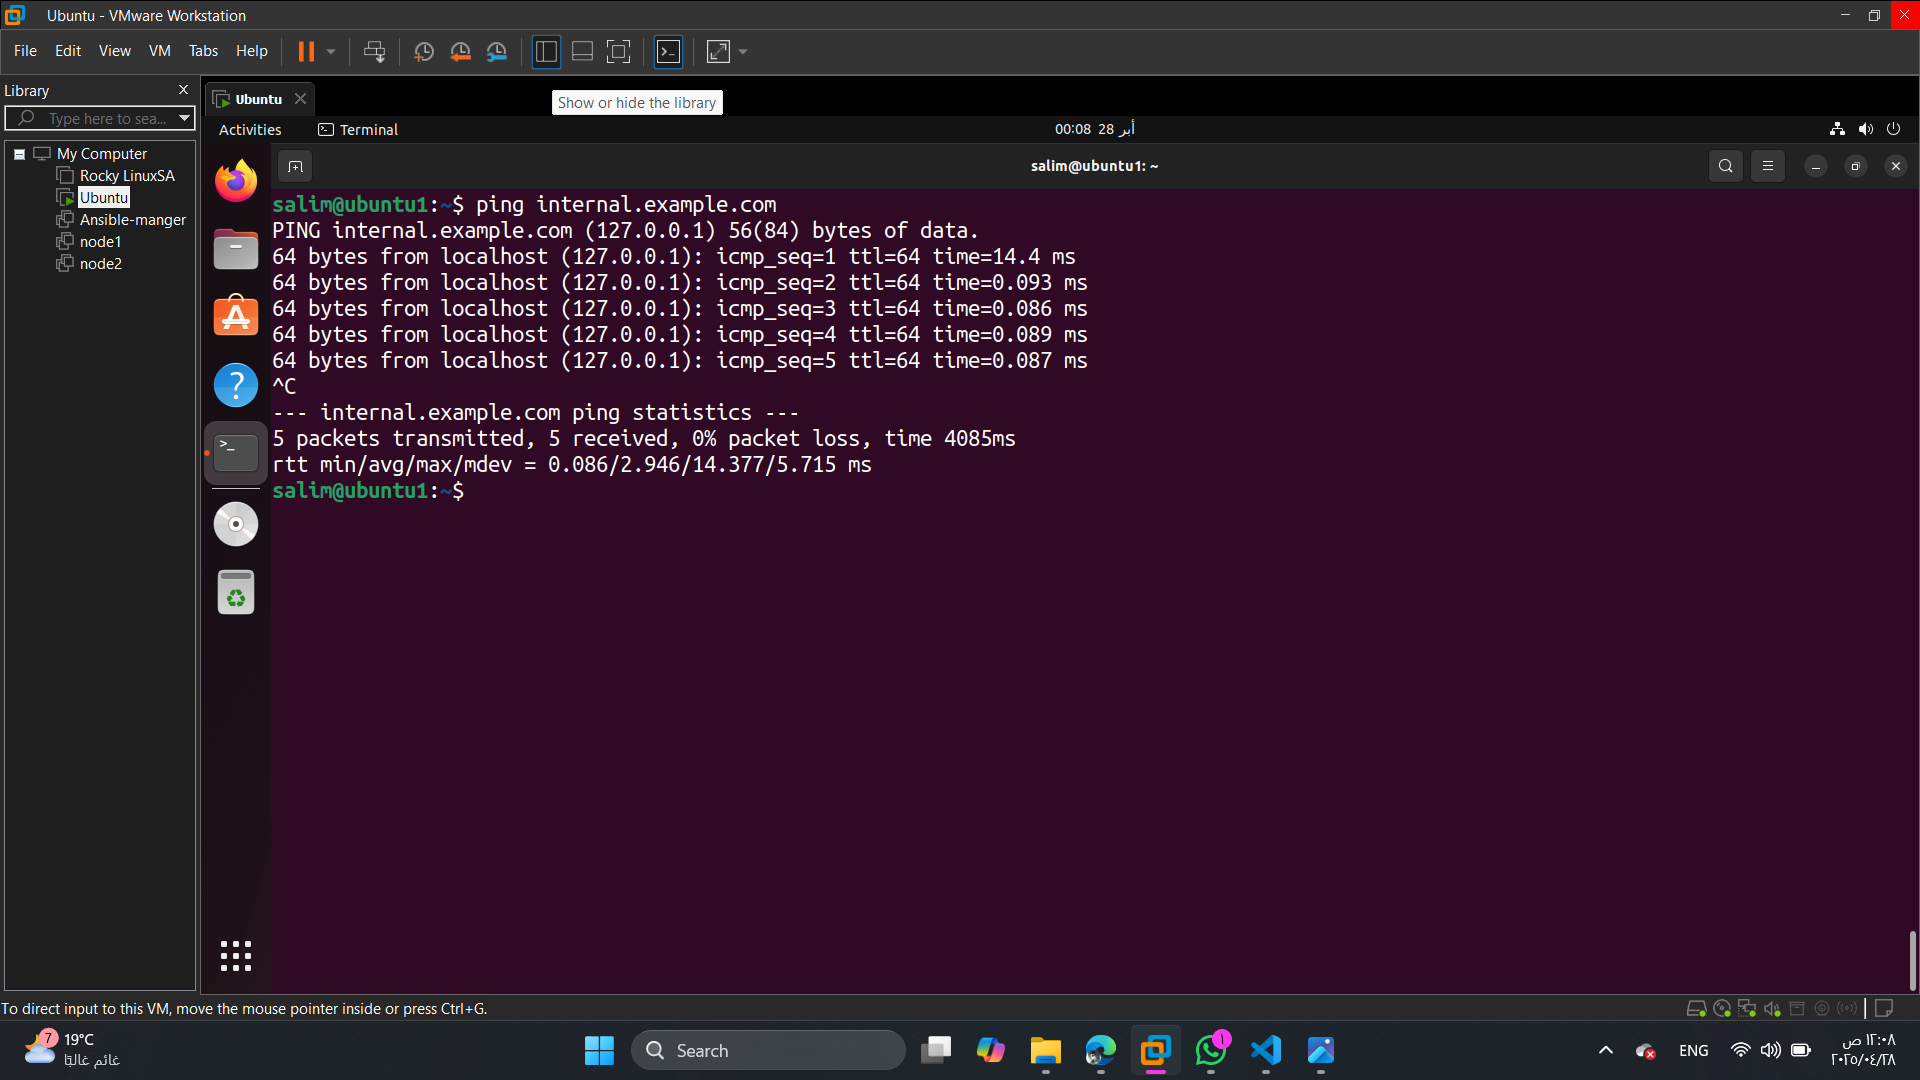 Ubuntu - VMware Workstation
File Edit View VM Tabs Help
Library
Type here to sea...
My Computer
Rocky LinuxSA
Ubuntu
Ansible-manger
node1
node2
Ubuntu
Show or hide the library
Activities
Terminal
00:08 28 أبر
salim@ubuntu1: ~
salim@ubuntu1:~$ ping internal.example.com
PING internal.example.com (127.0.0.1) 56(84) bytes of data.
64 bytes from localhost (127.0.0.1): icmp_seq=1 ttl=64 time=14.4 ms
64 bytes from localhost (127.0.0.1): icmp_seq=2 ttl=64 time=0.093 ms
64 bytes from localhost (127.0.0.1): icmp_seq=3 ttl=64 time=0.086 ms
64 bytes from localhost (127.0.0.1): icmp_seq=4 ttl=64 time=0.089 ms
64 bytes from localhost (127.0.0.1): icmp_seq=5 ttl=64 time=0.087 ms
^C
--- internal.example.com ping statistics ---
5 packets transmitted, 5 received, 0% packet loss, time 4085ms
rtt min/avg/max/mdev = 0.086/2.946/14.377/5.715 ms
salim@ubuntu1:~$
To direct input to this VM, move the mouse pointer inside or press Ctrl+G.
7
19°C
غائم غالبًا
Search
١
ENG
١٢:٠٨ ص
٢٠٢٥/٠٤/٢٨